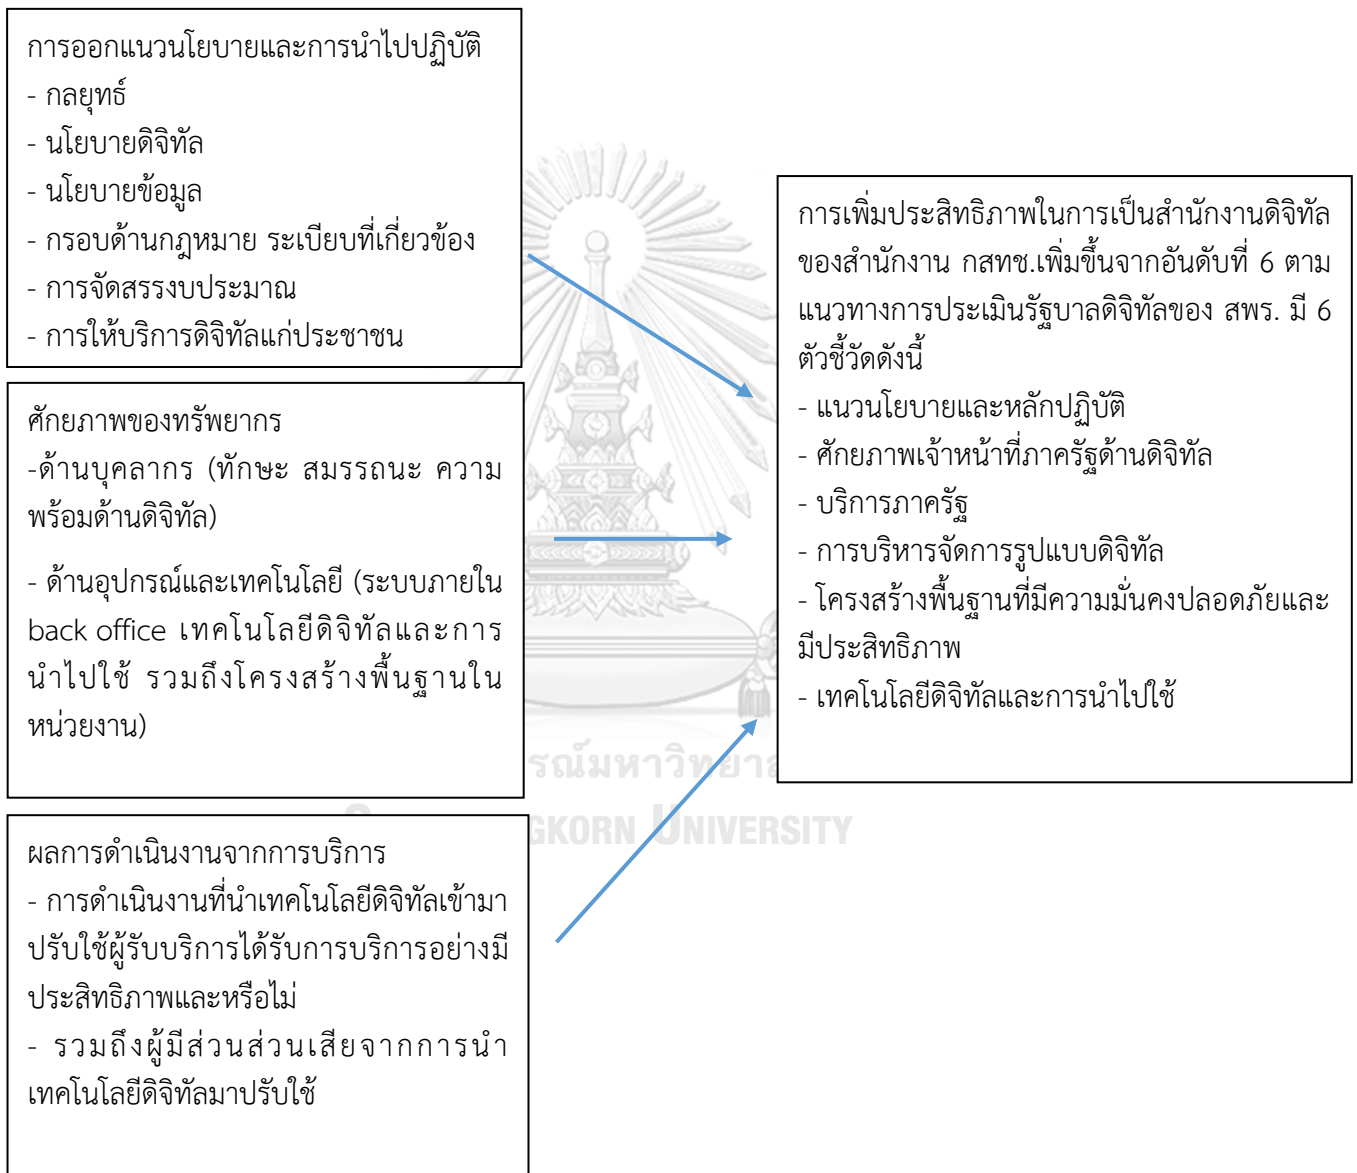 การออกแนวนโยบายและการนำไปปฏิบัติ
- กลยุทธ์
- นโยบายดิจิทัล
- นโยบายข้อมูล
- กรอบด้านกฎหมาย ระเบียบที่เกี่ยวข้อง
- การจัดสรรงบประมาณ
- การให้บริการดิจิทัลแก่ประชาชน
ศักยภาพของทรัพยากร
-ด้านบุคลากร (ทักษะ สมรรถนะ ความ
พร้อมด้านดิจิทัล)
- ด้านอุปกรณ์และเทคโนโลยี (ระบบภายใน
back office เทคโนโลยีดิจิทัลและการ
นำไปใช้ รวมถึงโครงสร้างพื้นฐานใน
หน่วยงาน)
ผลการดำเนินงานจากการบริการ
- การดำเนินงานที่นำเทคโนโลยีดิจิทัลเข้ามา
ปรับใช้ผู้รับบริการได้รับการบริการอย่างมี
ประสิทธิภาพและหรือไม่
- รวมถึงผู้มีส่วนส่วนเสียจากการนำ
เทคโนโลยีดิจิทัลมาปรับใช้
การเพิ่มประสิทธิภาพในการเป็นสำนักงานดิจิทัล
ของสำนักงาน กสทช.เพิ่มขึ้นจากอันดับที่ 6 ตาม
แนวทางการประเมินรัฐบาลดิจิทัลของ สพร. มี 6
ตัวชี้วัดดังนี้
- แนวนโยบายและหลักปฏิบัติ
- ศักยภาพเจ้าหน้าที่ภาครัฐด้านดิจิทัล
- บริการภาครัฐ
- การบริหารจัดการรูปแบบดิจิทัล
- โครงสร้างพื้นฐานที่มีความมั่นคงปลอดภัยและ
มีประสิทธิภาพ
- เทคโนโลยีดิจิทัลและการนำไปใช้
รณ์มหาวิทยา
GKORN UNIVERSITY